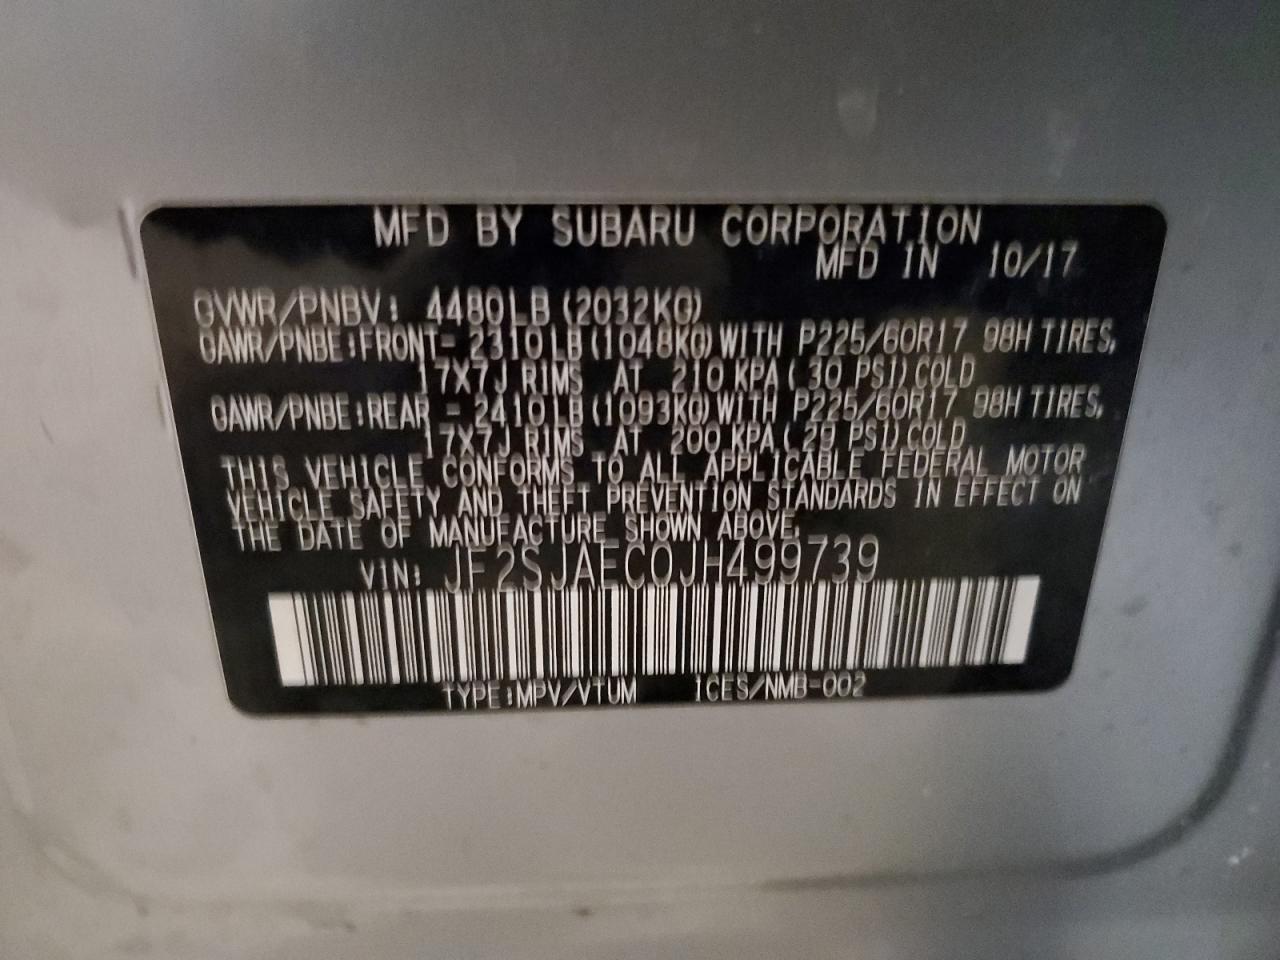 MFD BY SUBARU CORPORATION
MFD IN 10/17
GVWR/PNBV: 4480LB (2032KG)
GAWR/PNBE:FRONT- 2310LB(1048KG)WITH P225/60R17 98H TIRES,
17X7J RIMS AT 210 KPA( 30 PSI)COLD
GAWR/PNBE:REAR - 2410LB(1093KG)WITH P225/60R17 98H TIRES,
17X7J RIMS AT 200 KPA( 29 PSI)COLD
THIS VEHICLE CONFORMS TO ALL APPLICABLE FEDERAL MOTOR
VEHICLE SAFETY AND THEFT PREVENTION STANDARDS IN EFFECT ON
THE DATE OF MANUFACTURE SHOWN ABOVE.
VIN: JF2SJAEC0JH499739
TYPE:MPV/VTUM ICES/NMB-002